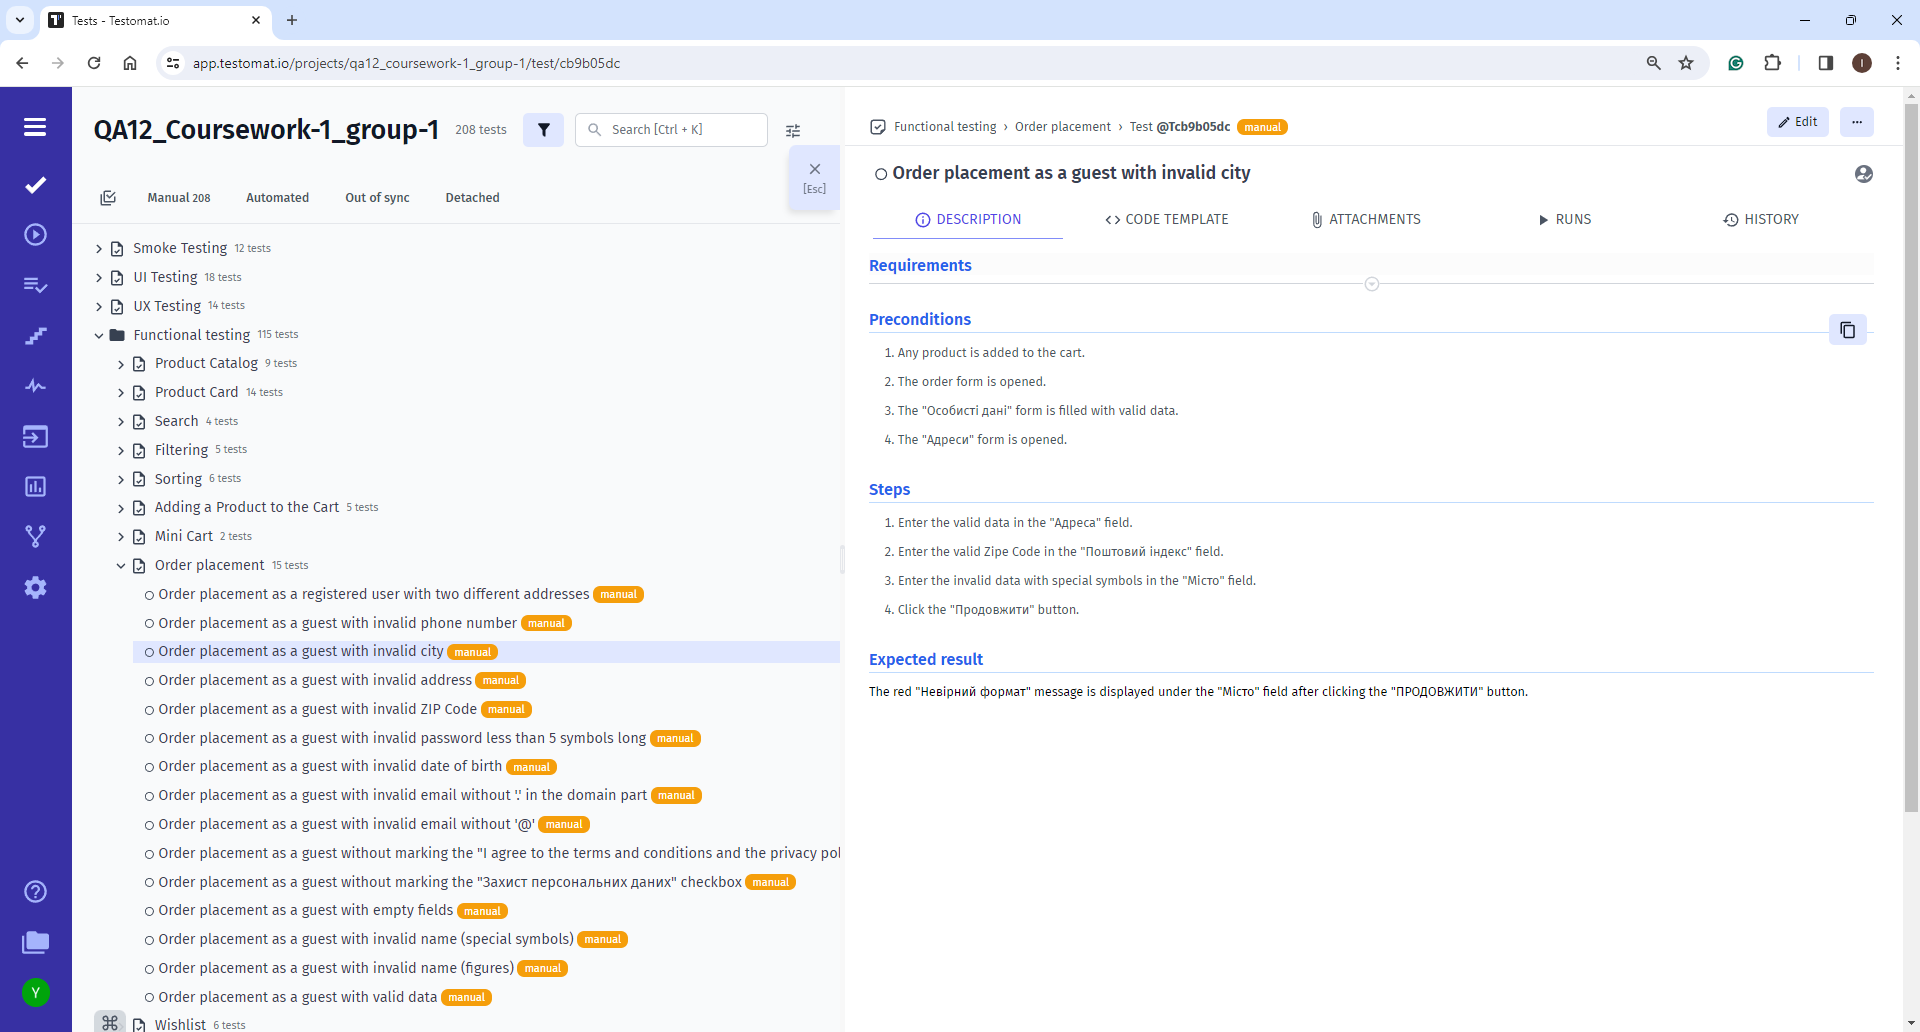 Tests - Testomat.io
app.testomat.io/projects/qa12_coursework-1_group-1/test/cb9b05dc
QA12_Coursework-1_group-1
208 tests
Search [Ctrl + K]
[Esc]
Manual 208
Automated
Out of sync
Detached
Smoke Testing 12 tests
UI Testing 18 tests
UX Testing 14 tests
Functional testing 115 tests
Product Catalog 9 tests
Product Card 14 tests
Search 4 tests
Filtering 5 tests
Sorting 6 tests
Adding a Product to the Cart 5 tests
Mini Cart 2 tests
Order placement 15 tests
Order placement as a registered user with two different addresses manual
Order placement as a guest with invalid phone number manual
Order placement as a guest with invalid city manual
Order placement as a guest with invalid address manual
Order placement as a guest with invalid ZIP Code manual
Order placement as a guest with invalid password less than 5 symbols long manual
Order placement as a guest with invalid date of birth manual
Order placement as a guest with invalid email without '.' in the domain part manual
Order placement as a guest with invalid email without '@' manual
Order placement as a guest without marking the "I agree to the terms and conditions and the privacy pol
Order placement as a guest without marking the "Захист персональних даних" checkbox manual
Order placement as a guest with empty fields manual
Order placement as a guest with invalid name (special symbols) manual
Order placement as a guest with invalid name (figures) manual
Order placement as a guest with valid data manual
Wishlist 6 tests
Y
I
Functional testing › Order placement › Test @Tcb9b05dc manual
Edit
Order placement as a guest with invalid city
DESCRIPTION
CODE TEMPLATE
ATTACHMENTS
RUNS
HISTORY
Requirements
Preconditions
1. Any product is added to the cart.
2. The order form is opened.
3. The "Особисті дані" form is filled with valid data.
4. The "Адреси" form is opened.
Steps
1. Enter the valid data in the "Адреса" field.
2. Enter the valid Zipe Code in the "Поштовий індекс" field.
3. Enter the invalid data with special symbols in the "Місто" field.
4. Click the "Продовжити" button.
Expected result
The red "Невірний формат" message is displayed under the "Місто" field after clicking the "ПРОДОВЖИТИ" button.